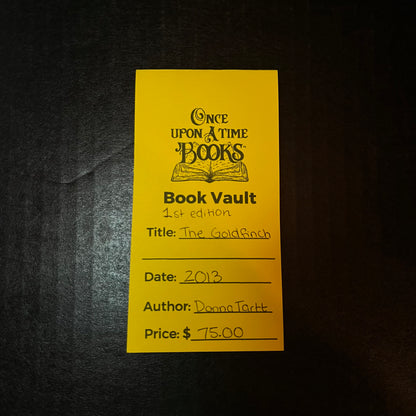 ONCE
UPON A TIME
BOOKS
Book Vault
1st edition
Title: The Goldfinch
Date: 2013
Author: Donna Tartt
Price: $ 75.00